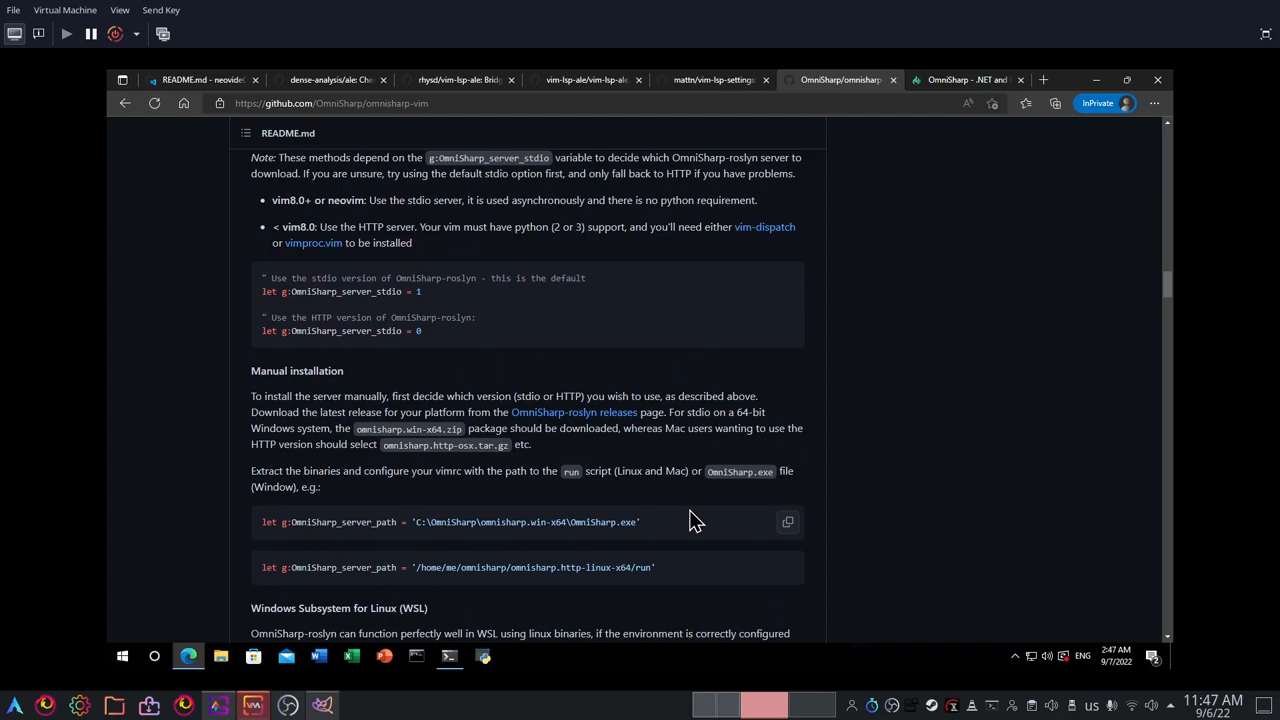 File Virtual Machine View Send Key
README.md - neovide( dense-analysis/ale: Che rhysd/vim-lsp-ale: Bridg vim-lsp-ale/vim-lsp-ale. mattn/vim-lsp-settings OmniSharp/omnisharp- OmniSharp - .NET and
https://github.com/OmniSharp/omnisharp-vim InPrivate
README.md
Note: These methods depend on the g:OmniSharp_server_stdio variable to decide which OmniSharp-roslyn server to
download. If you are unsure, try using the default stdio option first, and only fall back to HTTP if you have problems.
vim8.0+ or neovim: Use the stdio server, it is used asynchronously and there is no python requirement.
< vim8.0: Use the HTTP server. Your vim must have python (2 or 3) support, and you'll need either vim-dispatch
or vimproc.vim to be installed
" Use the stdio version of OmniSharp-roslyn - this is the default
let g:OmniSharp_server_stdio = 1
" Use the HTTP version of OmniSharp-roslyn:
let g:OmniSharp_server_stdio = 0
Manual installation
To install the server manually, first decide which version (stdio or HTTP) you wish to use, as described above.
Download the latest release for your platform from the OmniSharp-roslyn releases page. For stdio on a 64-bit
Windows system, the omnisharp.win-x64.zip package should be downloaded, whereas Mac users wanting to use the
HTTP version should select omnisharp.http-osx.tar.gz etc.
Extract the binaries and configure your vimrc with the path to the run script (Linux and Mac) or OmniSharp.exe file
(Window), e.g.:
let g:OmniSharp_server_path = 'C:\OmniSharp\omnisharp.win-x64\OmniSharp.exe'
let g:OmniSharp_server_path = '/home/me/omnisharp/omnisharp.http-linux-x64/run'
Windows Subsystem for Linux (WSL)
OmniSharp-roslyn can function perfectly well in WSL using linux binaries, if the environment is correctly configured
ENG 2:47 AM
9/7/2022 2
us 11:47 AM
9/6/22